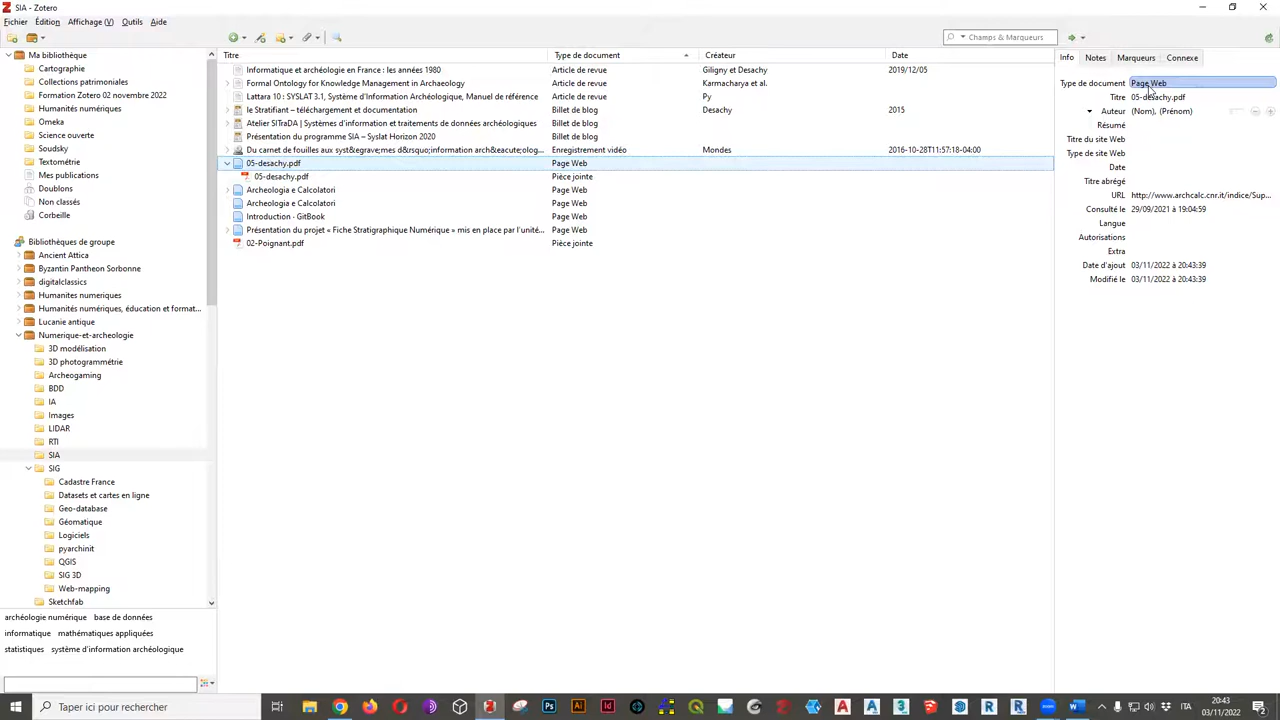 SIA - Zotero
Fichier Édition Affichage (V) Outils Aide
Champs & Marqueurs
Ma bibliothèque
Cartographie
Collections patrimoniales
Formation Zotero 02 novembre 2022
Humanités numériques
Omeka
Science ouverte
Soudsky
Textométrie
Mes publications
Doublons
Non classés
Corbeille
Bibliothèques de groupe
Ancient Attica
Byzantin Pantheon Sorbonne
digitalclassics
Humanites numeriques
Humanités numériques, éducation et format...
Lucanie antique
Numerique-et-archeologie
3D modélisation
3D photogrammétrie
Archeogaming
BDD
IA
Images
LIDAR
RTI
SIA
SIG
Cadastre France
Datasets et cartes en ligne
Geo-database
Géomatique
Logiciels
pyarchinit
QGIS
SIG 3D
Web-mapping
Sketchfab
archéologie numérique base de données
informatique mathématiques appliquées
statistiques système d'information archéologique
Titre Type de document Créateur Date
Informatique et archéologie en France : les années 1980 Article de revue Giligny et Desachy 2019/12/05
Formal Ontology for Knowledge Management in Archaeology Article de revue Karmacharya et al.
Lattara 10 : SYSLAT 3.1, Système d'Information Archéologique, Manuel de référence Article de revue Py
le Stratifiant – téléchargement et documentation Billet de blog Desachy 2015
Atelier SITraDA | Systèmes d'information et traitements de données archéologiques Billet de blog
Présentation du programme SIA – Syslat Horizon 2020 Billet de blog
Du carnet de fouilles aux syst&egrave;mes d&rsquo;information arch&eacute;olog... Enregistrement vidéo Mondes 2016-10-28T11:57:18-04:00
05-desachy.pdf Page Web
05-desachy.pdf Pièce jointe
Archeologia e Calcolatori Page Web
Archeologia e Calcolatori Page Web
Introduction · GitBook Page Web
Présentation du projet « Fiche Stratigraphique Numérique » mis en place par l'unité... Page Web
02-Poignant.pdf Pièce jointe
Info Notes Marqueurs Connexe
Type de document Page Web
Titre 05-desachy.pdf
Auteur (Nom), (Prénom)
Résumé
Titre du site Web
Type de site Web
Date
Titre abrégé
URL http://www.archcalc.cnr.it/indice/Sup...
Consulté le 29/09/2021 à 19:04:59
Langue
Autorisations
Extra
Date d'ajout 03/11/2022 à 20:43:39
Modifié le 03/11/2022 à 20:43:39
Taper ici pour rechercher
ITA
20:43
03/11/2022